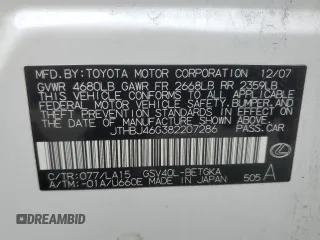 MFD.BY:TOYOTA MOTOR CORPORATION 12/07
GVWR 4680LB GAWR FR 2668LB RR 2359LB
THIS VEHICLE CONFORMS TO ALL APPLICABLE
FEDERAL MOTOR VEHICLE SAFETY, BUMPER, AND
THEFT PREVENTION STANDARDS IN EFFECT ON
THE DATE OF MANUFACTURE SHOWN ABOVE.
JTHBJ46G382207286 PASS.CAR
C/TR:077/LA15 GSV40L-BETGKA
A/TM:-01A/U660E MADE IN JAPAN 505 A
AUTOBIDCAR